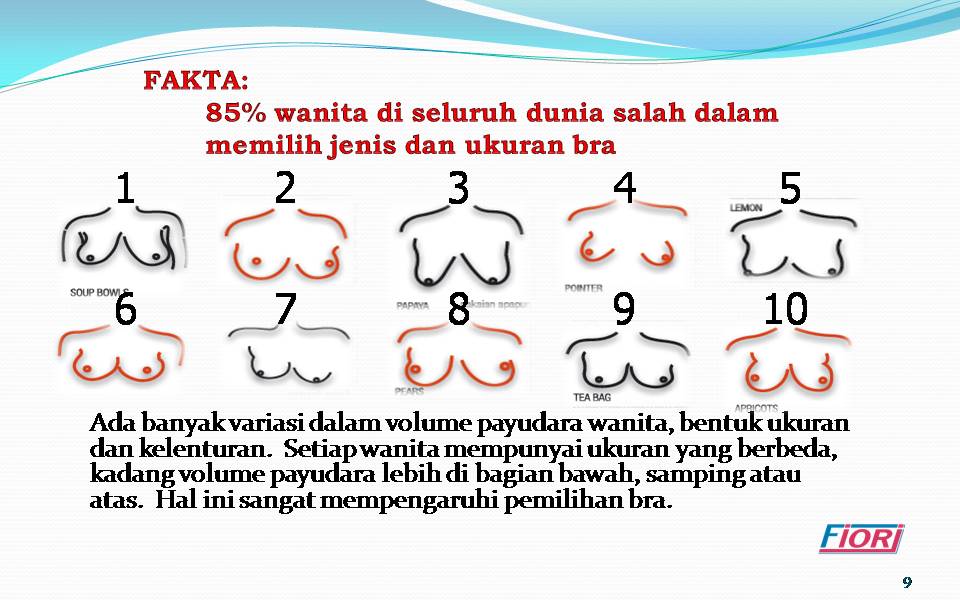 FAKTA:
85% wanita di seluruh dunia salah dalam
memilih jenis dan ukuran bra
1 2 3 4 5
LEMON
SOUP BOWLS
PAPAYA
POINTER
6 7 8 9 10
PEARS
TEA BAG
APRICOTS
Ada banyak variasi dalam volume payudara wanita, bentuk ukuran
dan kelenturan. Setiap wanita mempunyai ukuran yang berbeda,
kadang volume payudara lebih di bagian bawah, samping atau
atas. Hal ini sangat mempengaruhi pemilihan bra.
FiORi
9